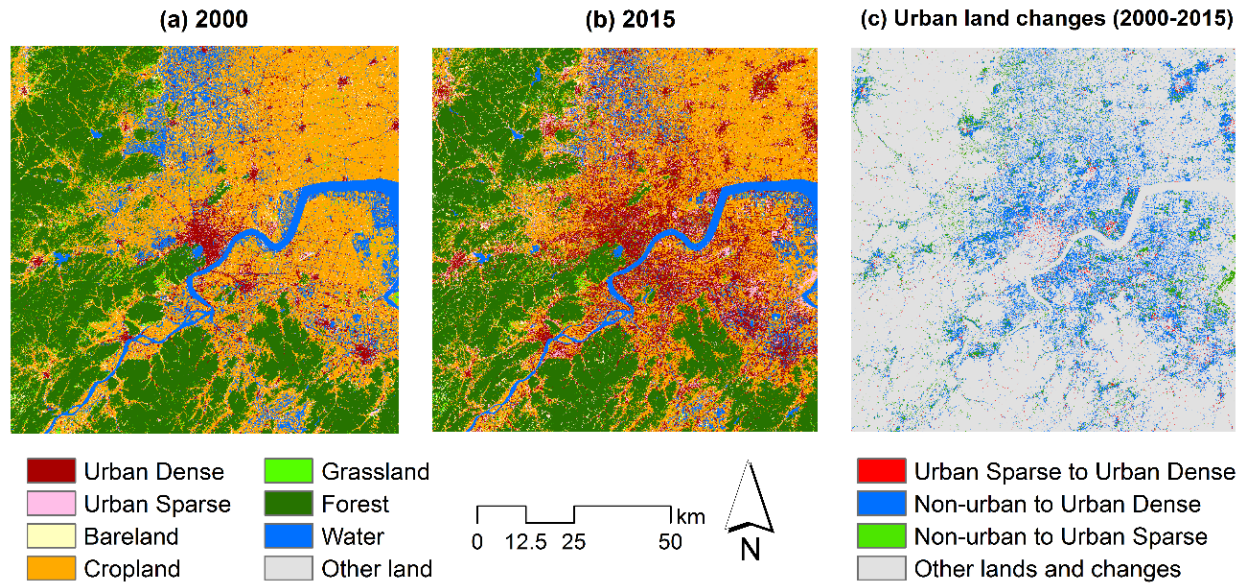 (a) 2000
(b) 2015
(c) Urban land changes (2000-2015)
Urban Dense
Urban Sparse
Bareland
Cropland
Grassland
Forest
Water
Other land
km
0 12.5 25 50
N
Urban Sparse to Urban Dense
Non-urban to Urban Dense
Non-urban to Urban Sparse
Other lands and changes